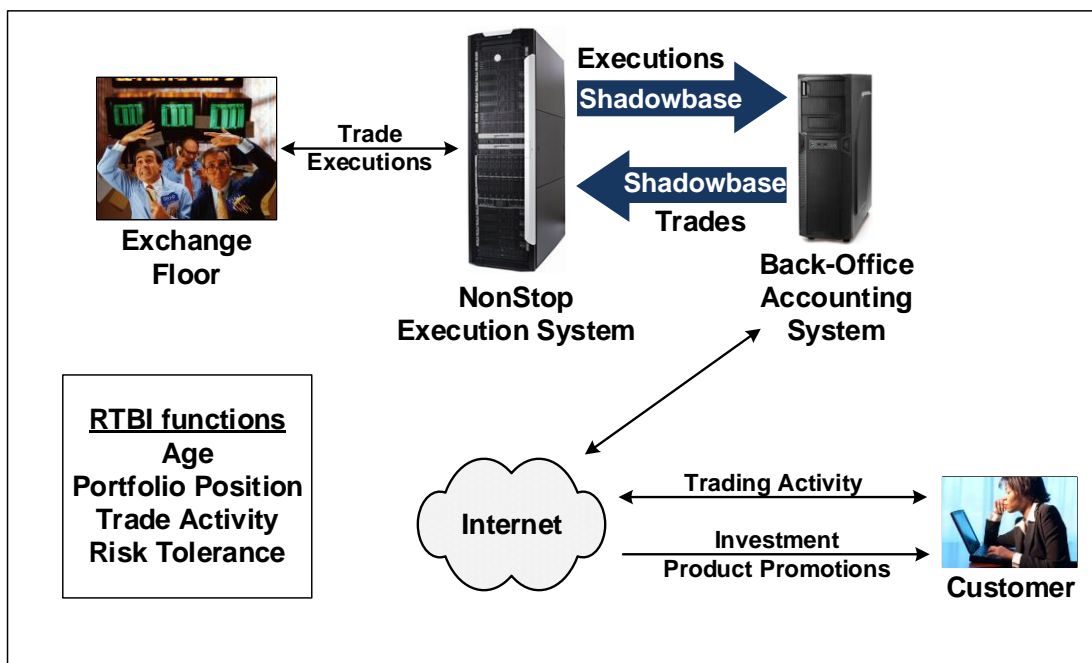 Executions
Shadowbase
Trade
Executions
Shadowbase
Trades
Exchange
Floor
NonStop
Execution System
Back-Office
Accounting
System
RTBI functions
Age
Portfolio Position
Trade Activity
Risk Tolerance
Internet
Trading Activity
Investment
Product Promotions
Customer